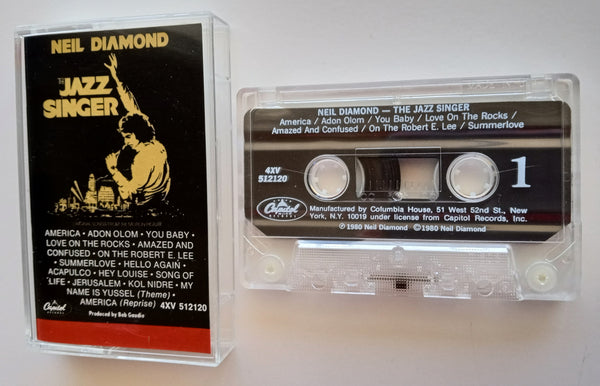 NEIL DIAMOND
THE
JAZZ
SINGER
AMERICA • ADON OLOM • YOU BABY •
LOVE ON THE ROCKS • AMAZED AND
CONFUSED • ON THE ROBERT E. LEE
• SUMMERLOVE • HELLO AGAIN •
ACAPULCO • HEY LOUISE • SONG OF
LIFE • JERUSALEM • KOL NIDRE • MY
NAME IS YUSSEL (Theme) •
AMERICA (Reprise) 4XV 512120
Capitol
RECORDS
Produced by Bob Gaudio
NEIL DIAMOND — THE JAZZ SINGER
America / Adon Olom / You Baby / Love On The Rocks /
Amazed And Confused / On The Robert E. Lee / Summerlove
4XV
512120
1
Capitol
RECORDS
Manufactured by Columbia House, 51 West 52nd St., New
York, N.Y. 10019 under license from Capitol Records, Inc.
℗ 1980 Neil Diamond ©1980 Neil Diamond